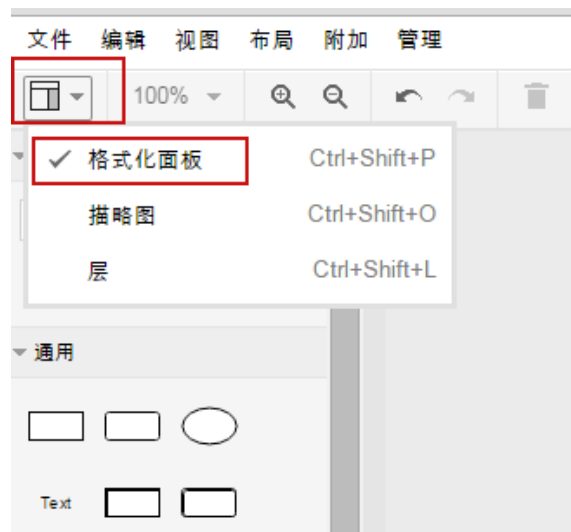 文件 编辑 视图 布局 附加 管理
100%
格式化面板 Ctrl+Shift+P
描略图 Ctrl+Shift+O
层 Ctrl+Shift+L
通用
Text